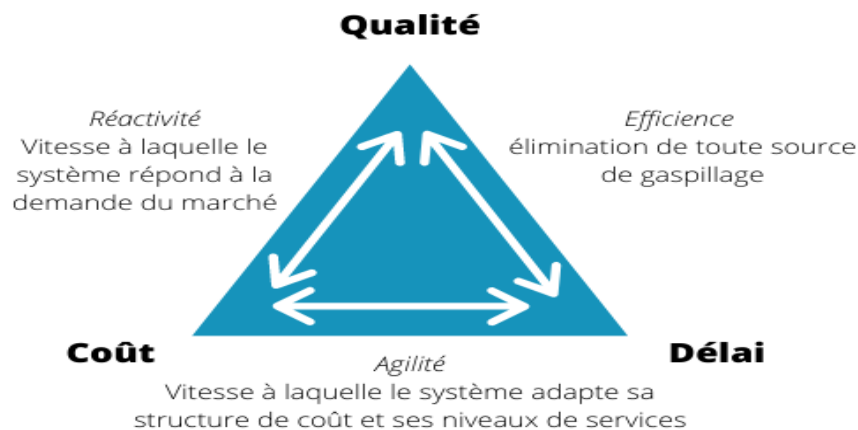 Qualité
Réactivité
Vitesse à laquelle le
système répond à la
demande du marché
Efficience
élimination de toute source
de gaspillage
Coût
Délai
Agilité
Vitesse à laquelle le système adapte sa
structure de coût et ses niveaux de services